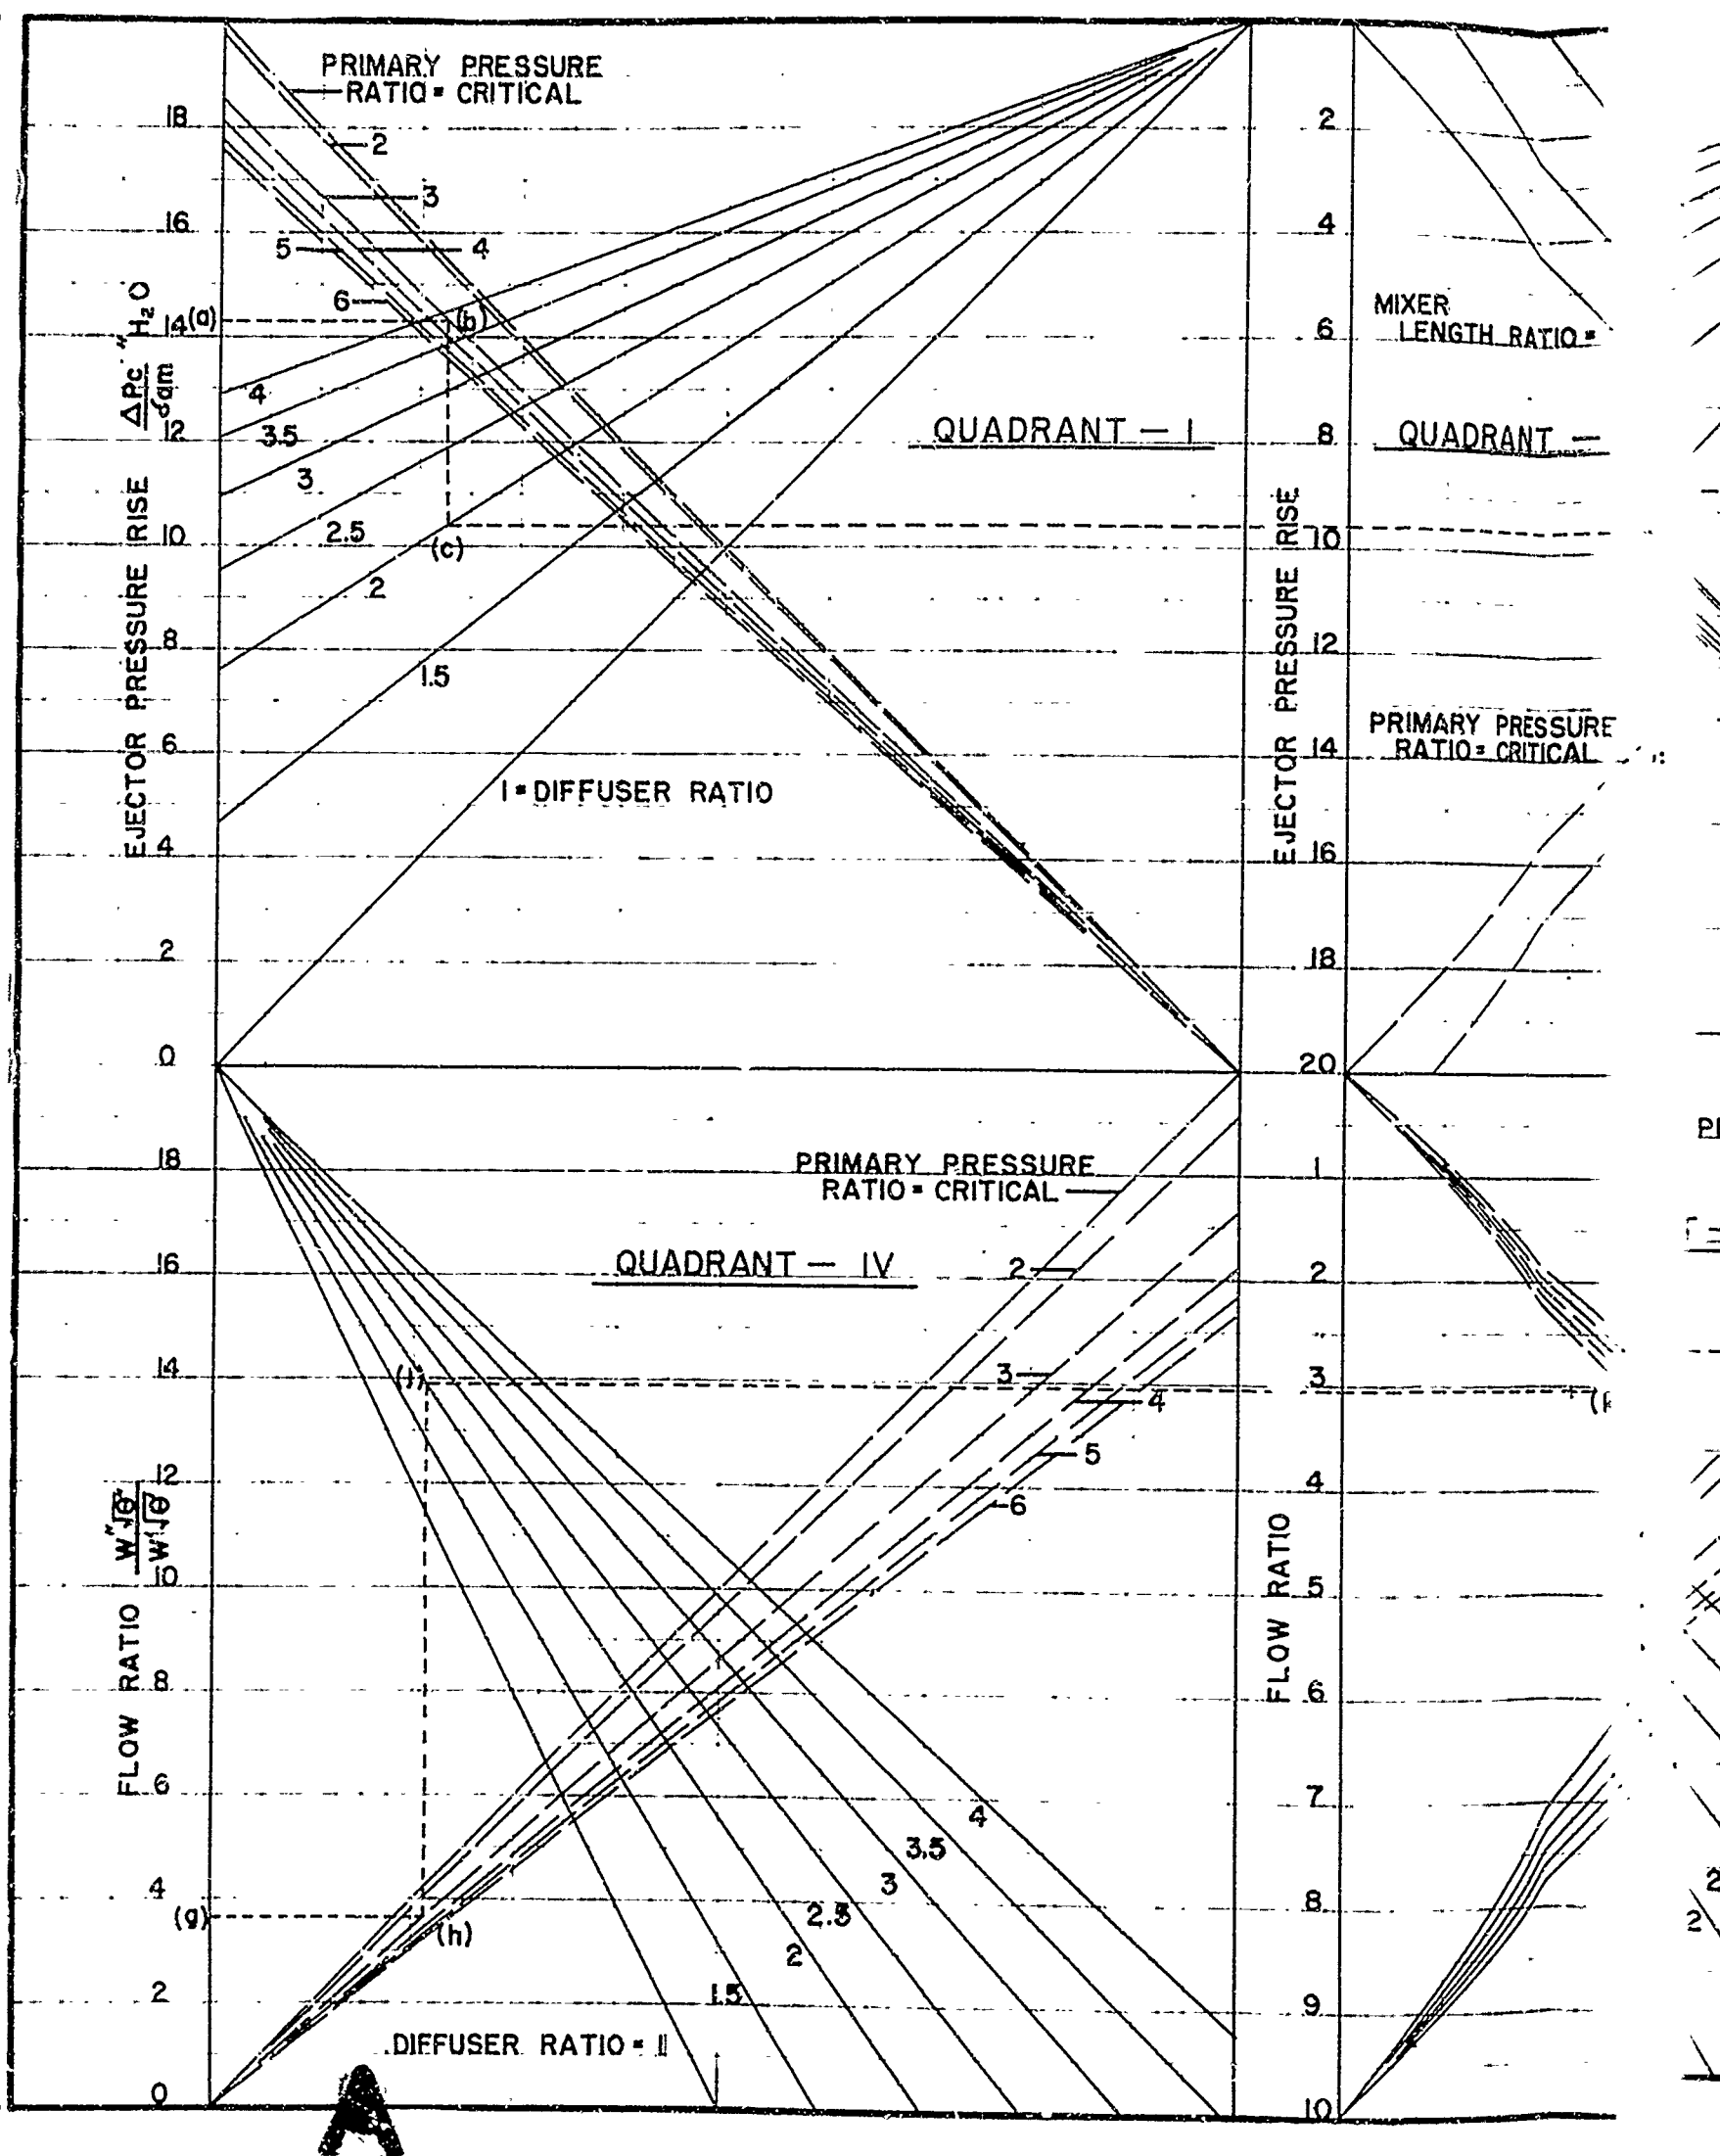 PRIMARY PRESSURE
RATIO = CRITICAL
18
2
3
16
5
4
6
14
(a)
(b)
4
12
3.5
3
2.5
10
(c)
2
8
1.5
6
1 = DIFFUSER RATIO
4
2
0
EJECTOR PRESSURE RISE ΔPc "H2O
δam
QUADRANT - I
EJECTOR PRESSURE RISE
2
4
6
8
10
12
14
16
18
20
MIXER
LENGTH RATIO =
QUADRANT -
PRIMARY PRESSURE
RATIO = CRITICAL
18
16
14
12
10
8
6
4
2
0
PRIMARY PRESSURE
RATIO = CRITICAL
QUADRANT - IV
2
3
4
5
6
(j)
(g)
(h)
FLOW RATIO W"√θ"
W'√θ'
4
3.5
3
2.5
2
1.5
DIFFUSER RATIO = 1
FLOW RATIO
1
2
3
4
5
6
7
8
9
10
(k
2
2
A